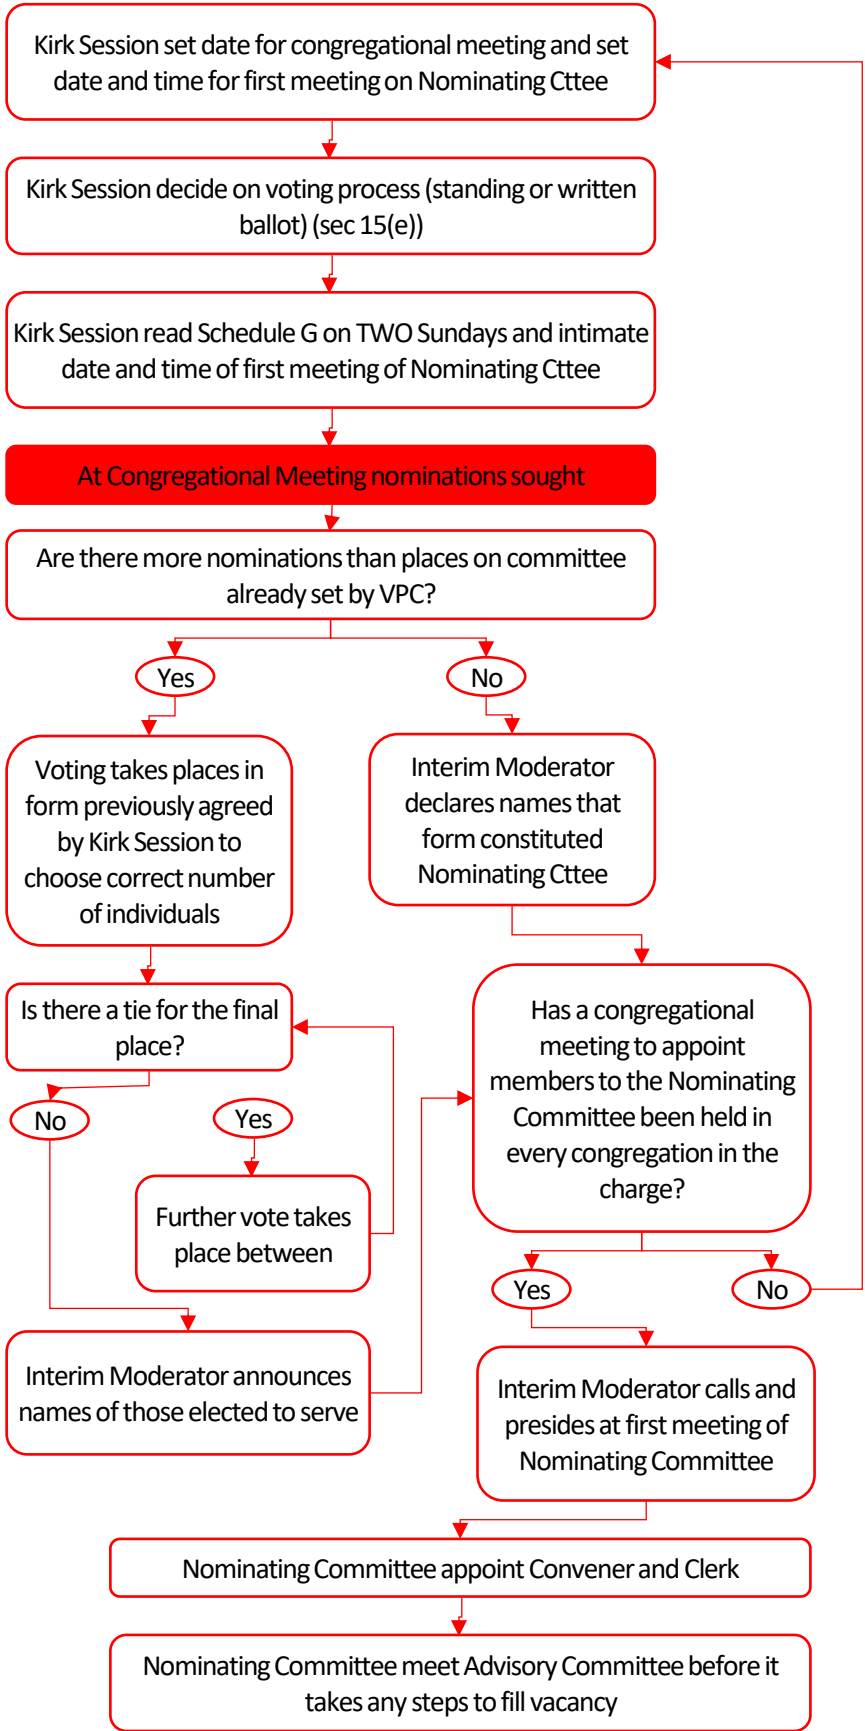 Kirk Session set date for congregational meeting and set
date and time for first meeting on Nominating Cttee
Kirk Session decide on voting process (standing or written
ballot) (sec 15(e))
Kirk Session read Schedule G on TWO Sundays and intimate
date and time of first meeting of Nominating Cttee
At Congregational Meeting nominations sought
Are there more nominations than places on committee
already set by VPC?
Yes
No
Voting takes places in
form previously agreed
by Kirk Session to
choose correct number
of individuals
Interim Moderator
declares names that
form constituted
Nominating Cttee
Is there a tie for the final
place?
Has a congregational
meeting to appoint
members to the Nominating
Committee been held in
every congregation in the
charge?
No
Yes
Further vote takes
place between
Yes
No
Interim Moderator announces
names of those elected to serve
Interim Moderator calls and
presides at first meeting of
Nominating Committee
Nominating Committee appoint Convener and Clerk
Nominating Committee meet Advisory Committee before it
takes any steps to fill vacancy